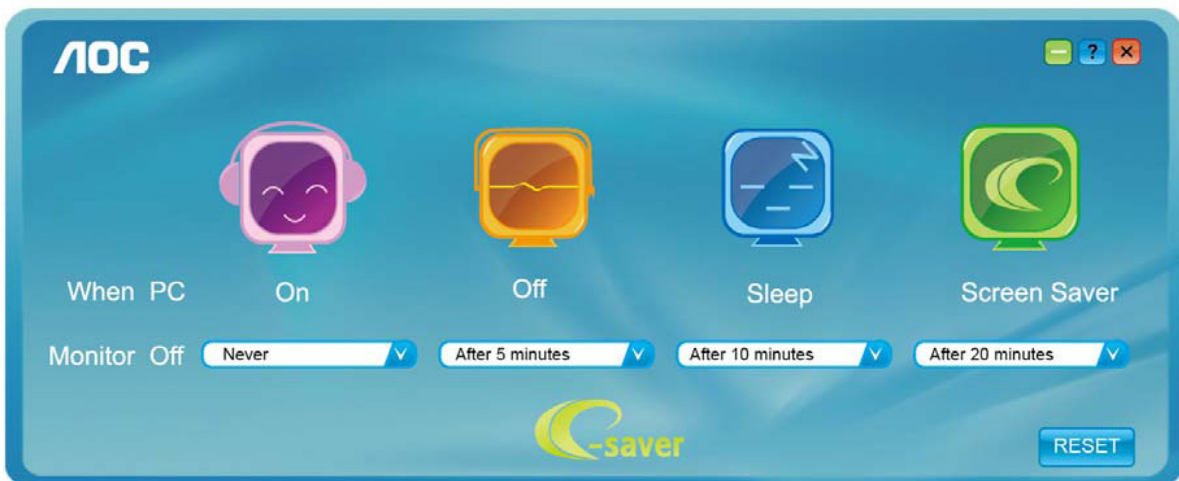 AOC
?
When PC On Off Sleep Screen Saver
Monitor Off Never After 5 minutes After 10 minutes After 20 minutes
e-saver
RESET